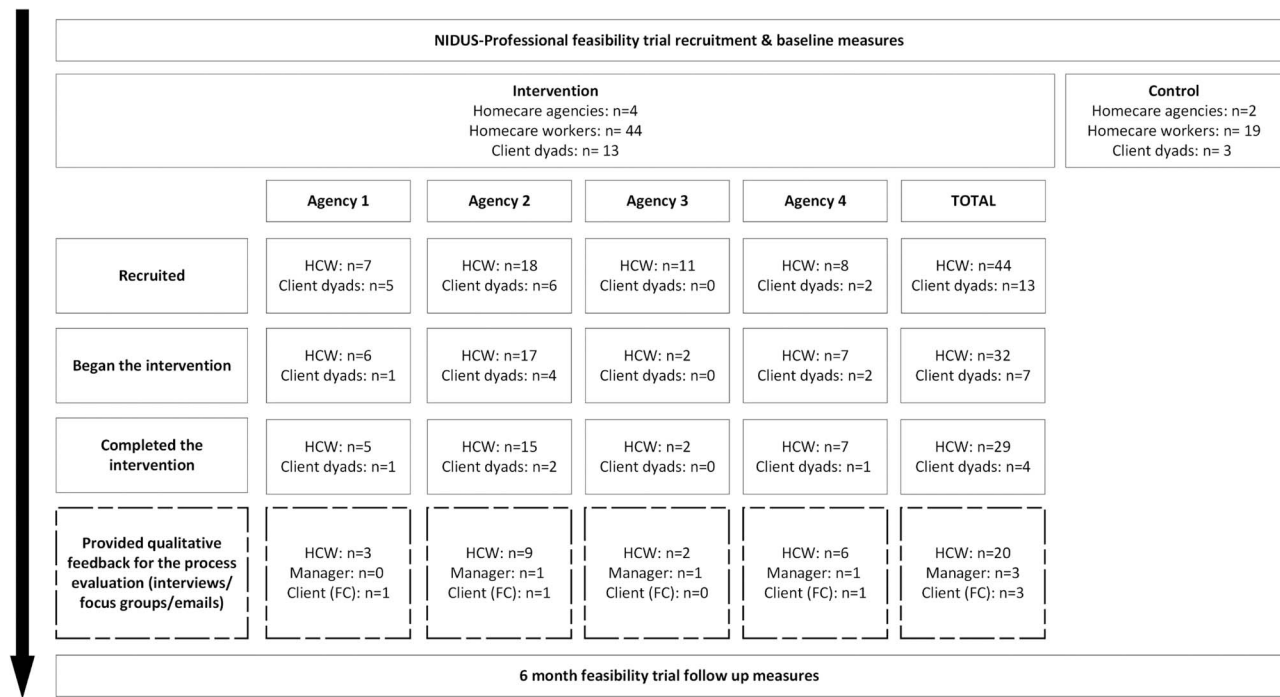 NIDUS-Professional feasibility trial recruitment & baseline measures
Intervention
Homecare agencies: n=4
Homecare workers: n= 44
Client dyads: n= 13
Control
Homecare agencies: n=2
Homecare workers: n= 19
Client dyads: n= 3
Agency 1
Agency 2
Agency 3
Agency 4
TOTAL
Recruited
HCW: n=7
Client dyads: n=5
HCW: n=18
Client dyads: n=6
HCW: n=11
Client dyads: n=0
HCW: n=8
Client dyads: n=2
HCW: n=44
Client dyads: n=13
Began the intervention
HCW: n=6
Client dyads: n=1
HCW: n=17
Client dyads: n=4
HCW: n=2
Client dyads: n=0
HCW: n=7
Client dyads: n=2
HCW: n=32
Client dyads: n=7
Completed the
intervention
HCW: n=5
Client dyads: n=1
HCW: n=15
Client dyads: n=2
HCW: n=2
Client dyads: n=0
HCW: n=7
Client dyads: n=1
HCW: n=29
Client dyads: n=4
Provided qualitative
feedback for the process
evaluation (interviews/
focus groups/emails)
HCW: n=3
Manager: n=0
Client (FC): n=1
HCW: n=9
Manager: n=1
Client (FC): n=1
HCW: n=2
Manager: n=1
Client (FC): n=0
HCW: n=6
Manager: n=1
Client (FC): n=1
HCW: n=20
Manager: n=3
Client (FC): n=3
6 month feasibility trial follow up measures